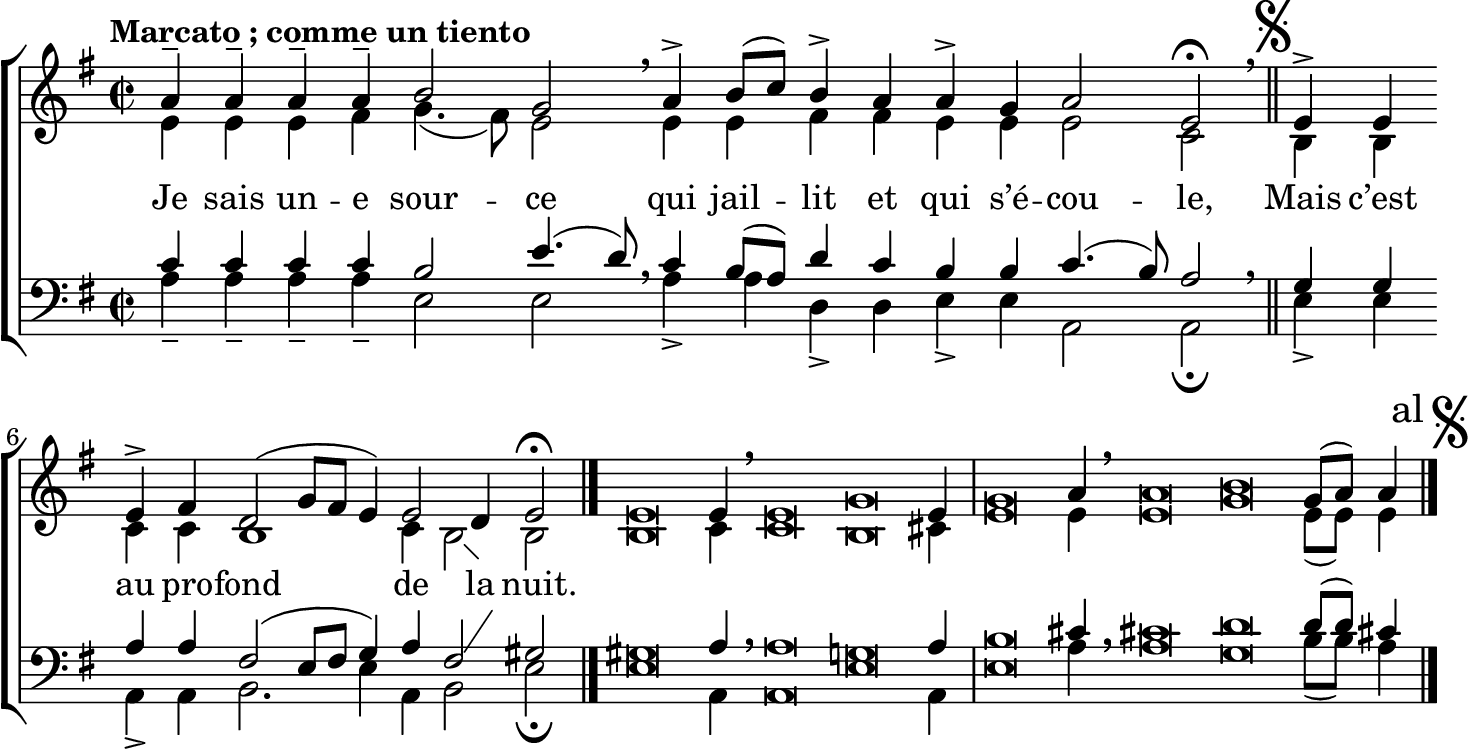 Marcato ; comme un tiento
Je sais un -- e sour -- ce qui jail -- lit et qui s’é -- cou -- le, Mais c’est
al
6
au profond de la nuit.